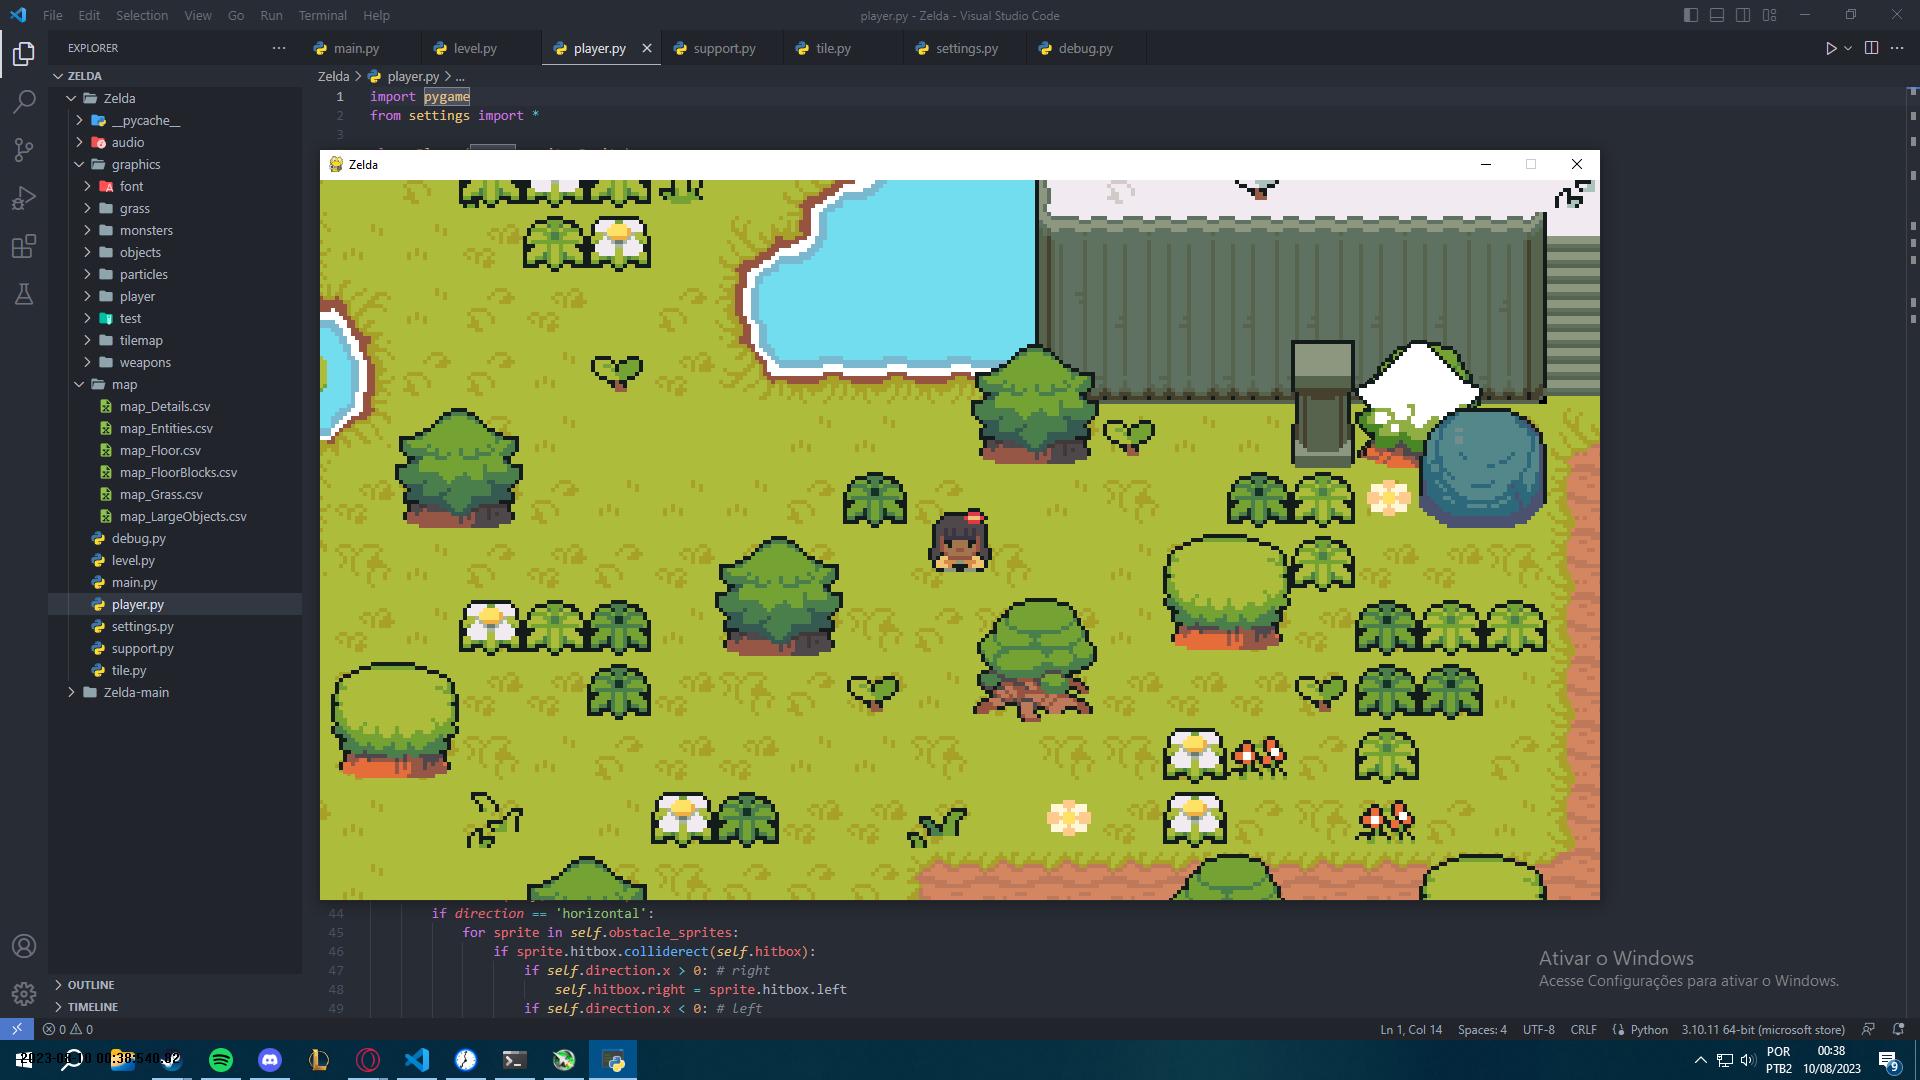 File Edit Selection View Go Run Terminal Help
player.py - Zelda - Visual Studio Code
EXPLORER
main.py level.py player.py support.py tile.py settings.py debug.py
ZELDA
Zelda
__pycache__
audio
graphics
font
grass
monsters
objects
particles
player
test
tilemap
weapons
map
map_Details.csv
map_Entities.csv
map_Floor.csv
map_FloorBlocks.csv
map_Grass.csv
map_LargeObjects.csv
debug.py
level.py
main.py
player.py
settings.py
support.py
tile.py
Zelda-main
OUTLINE
TIMELINE
Zelda > player.py > ...
1 import pygame
2 from settings import *
3
Zelda
44 if direction == 'horizontal':
45 for sprite in self.obstacle_sprites:
46 if sprite.hitbox.colliderect(self.hitbox):
47 if self.direction.x > 0: # right
48 self.hitbox.right = sprite.hitbox.left
49 if self.direction.x < 0: # left
Ativar o Windows
Acesse Configurações para ativar o Windows.
0 0
Ln 1, Col 14 Spaces: 4 UTF-8 CRLF Python 3.10.11 64-bit (microsoft store)
POR
PTB2
00:38
10/08/2023
9